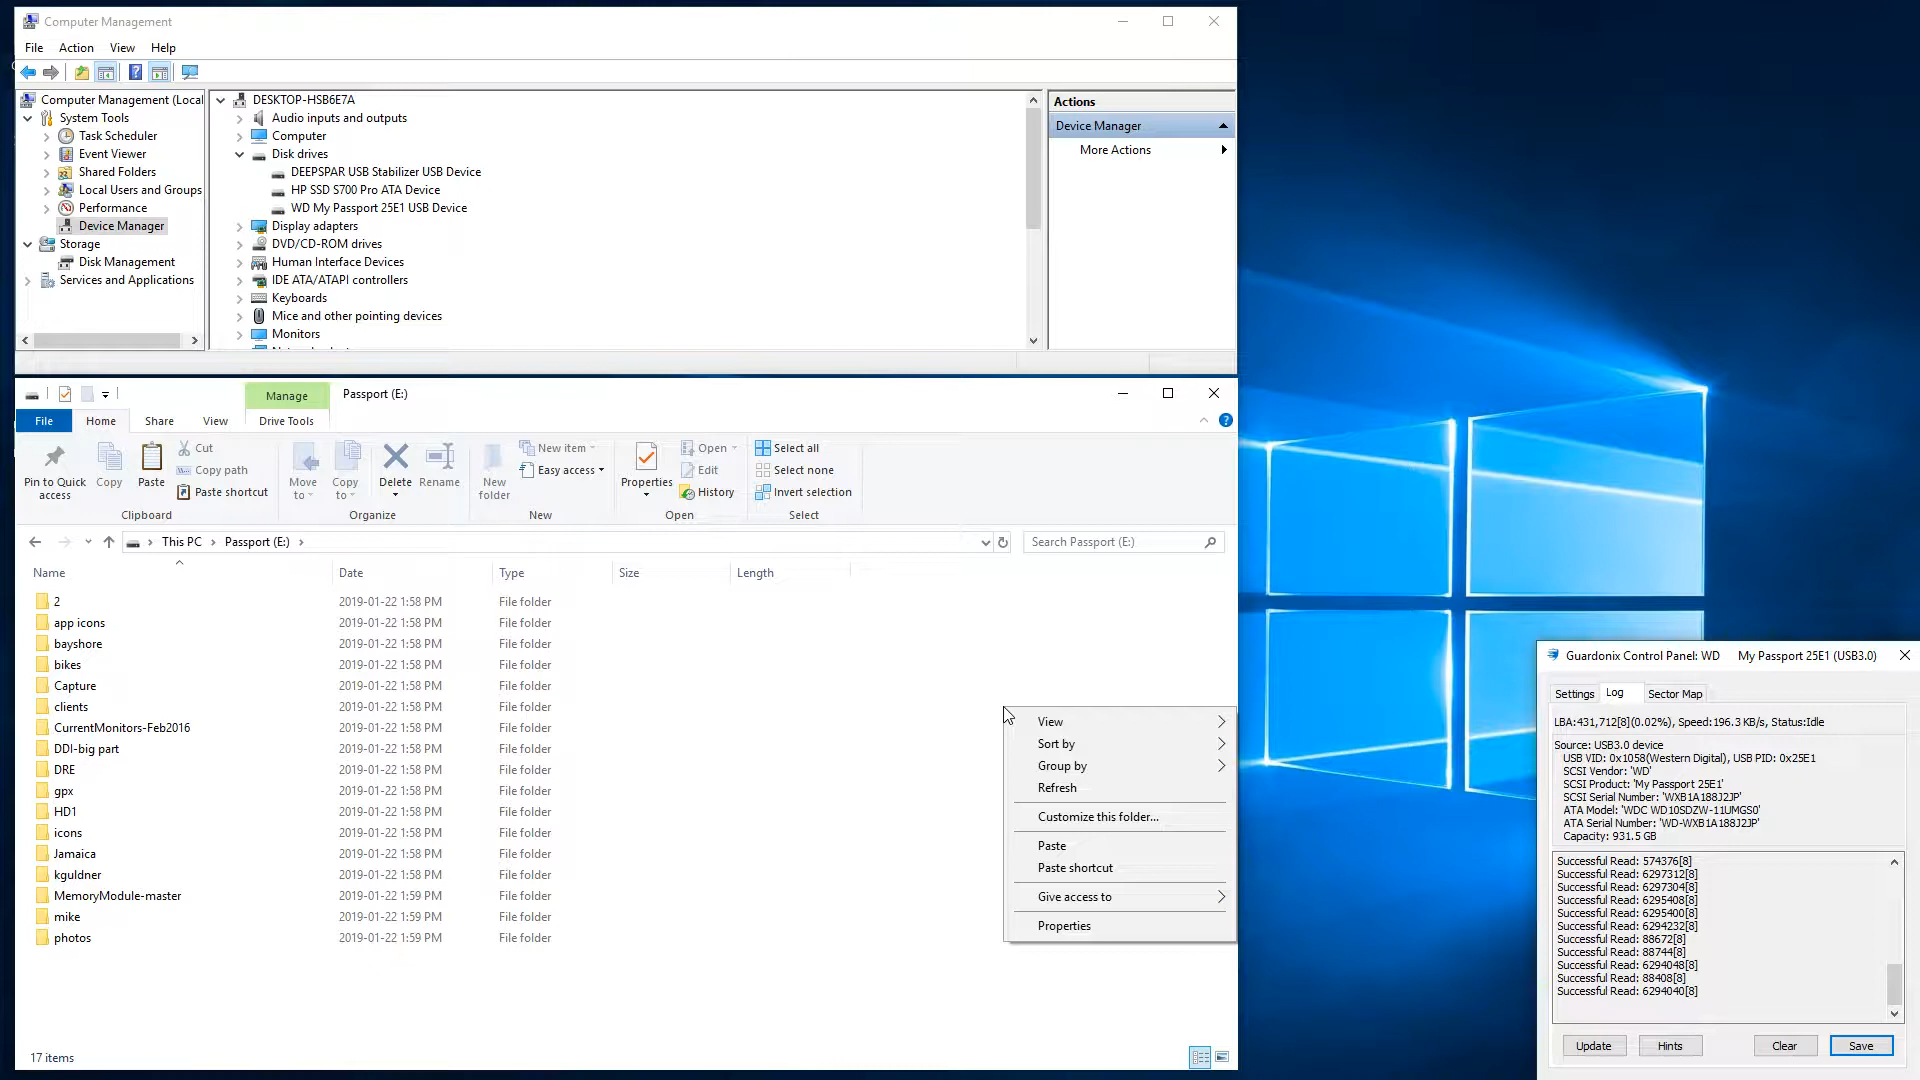 Computer Management
File Action View Help
Computer Management (Local
System Tools
Task Scheduler
Event Viewer
Shared Folders
Local Users and Groups
Performance
Device Manager
Storage
Disk Management
Services and Applications
DESKTOP-HSB6E7A
Audio inputs and outputs
Computer
Disk drives
DEEPSPAR USB Stabilizer USB Device
HP SSD S700 Pro ATA Device
WD My Passport 25E1 USB Device
Display adapters
DVD/CD-ROM drives
Human Interface Devices
IDE ATA/ATAPI controllers
Keyboards
Mice and other pointing devices
Monitors
Actions
Device Manager
More Actions
Manage
Passport (E:)
File Home Share View Drive Tools
Pin to Quick access
Copy
Paste
Cut
Copy path
Paste shortcut
Clipboard
Move to
Copy to
Delete
Rename
Organize
New folder
New item
Easy access
New
Properties
Open
Edit
History
Open
Select all
Select none
Invert selection
Select
This PC > Passport (E:) >
Search Passport (E:)
Name Date Type Size Length
2 2019-01-22 1:58 PM File folder
app icons 2019-01-22 1:58 PM File folder
bayshore 2019-01-22 1:58 PM File folder
bikes 2019-01-22 1:58 PM File folder
Capture 2019-01-22 1:58 PM File folder
clients 2019-01-22 1:58 PM File folder
CurrentMonitors-Feb2016 2019-01-22 1:58 PM File folder
DDI-big part 2019-01-22 1:58 PM File folder
DRE 2019-01-22 1:58 PM File folder
gpx 2019-01-22 1:58 PM File folder
HD1 2019-01-22 1:58 PM File folder
icons 2019-01-22 1:58 PM File folder
Jamaica 2019-01-22 1:58 PM File folder
kguldner 2019-01-22 1:58 PM File folder
MemoryModule-master 2019-01-22 1:59 PM File folder
mike 2019-01-22 1:59 PM File folder
photos 2019-01-22 1:59 PM File folder
17 items
View
Sort by
Group by
Refresh
Customize this folder...
Paste
Paste shortcut
Give access to
Properties
Guardonix Control Panel: WD My Passport 25E1 (USB3.0)
Settings Log Sector Map
LBA:431,712[8](0.02%), Speed:196.3 KB/s, Status:Idle
Source: USB3.0 device
USB VID: 0x1058(Western Digital), USB PID: 0x25E1
SCSI Vendor: 'WD'
SCSI Product: 'My Passport 25E1'
SCSI Serial Number: 'WXB1A188J2JP'
ATA Model: 'WDC WD10SDZW-11UMGS0'
ATA Serial Number: 'WD-WXB1A188J2JP'
Capacity: 931.5 GB
Successful Read: 574376[8]
Successful Read: 6297312[8]
Successful Read: 6297304[8]
Successful Read: 6295408[8]
Successful Read: 6295400[8]
Successful Read: 6294232[8]
Successful Read: 88672[8]
Successful Read: 88744[8]
Successful Read: 6294048[8]
Successful Read: 88408[8]
Successful Read: 6294040[8]
Update Hints Clear Save